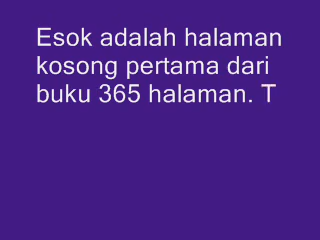 Esok adalah halaman
kosong pertama dari
buku 365 halaman. T